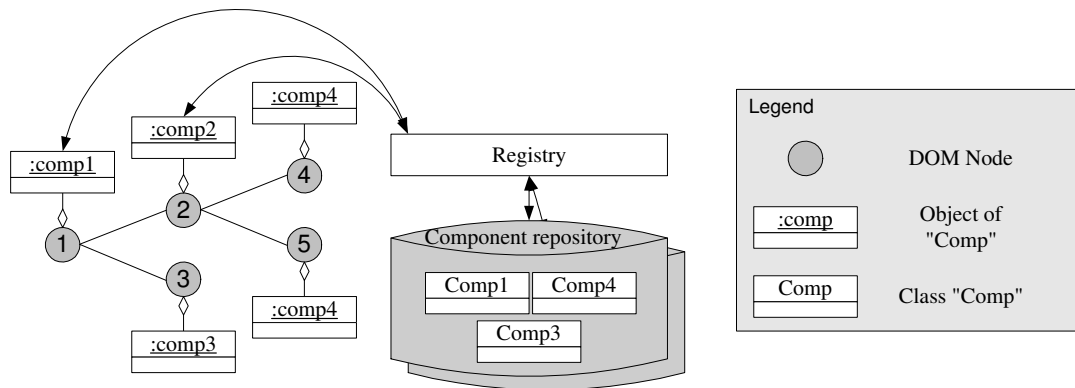 :comp4
:comp2
:comp1
4
2
1
5
3
:comp4
:comp3
Registry
Component repository
Comp1
Comp4
Comp3
Legend
DOM Node
:comp
Object of
"Comp"
Comp
Class "Comp"